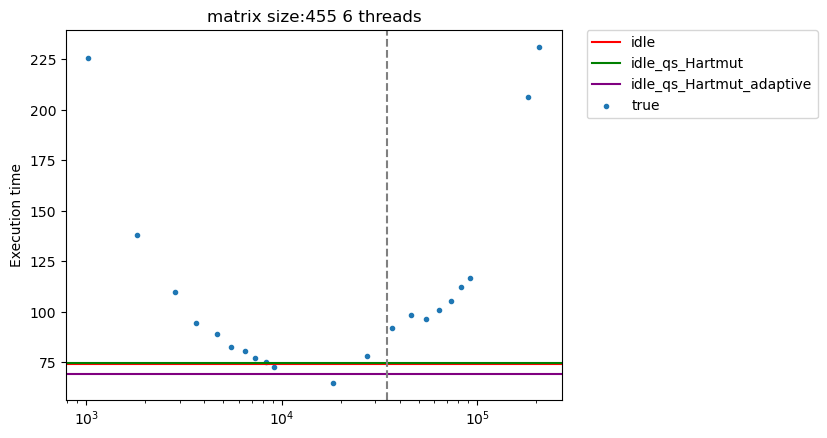 matrix size:455 6 threads
idle
idle_qs_Hartmut
idle_qs_Hartmut_adaptive
true
Execution time
225
200
175
150
125
100
75
10³
10⁴
10⁵